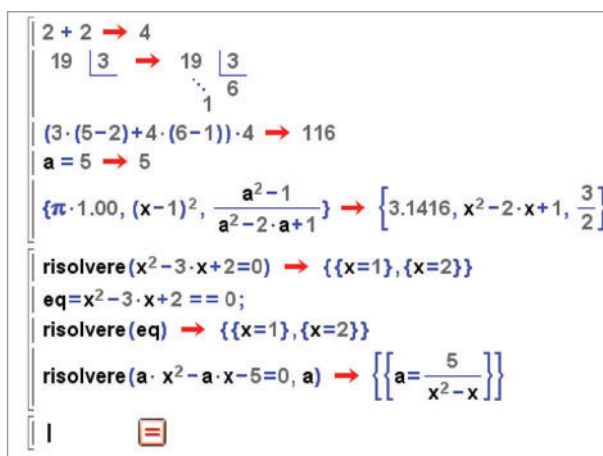 2 + 2 → 4
19 |3 → 19 |3
6
1
(3·(5−2)+4·(6−1))·4 → 116
a = 5 → 5
{π·1.00, (x−1)², (a²−1)/(a²−2·a+1)} → {3.1416, x²−2·x+1, 3/2}
risolvere(x²−3·x+2=0) → {{x=1},{x=2}}
eq=x²−3·x+2 == 0;
risolvere(eq) → {{x=1},{x=2}}
risolvere(a· x²−a·x−5=0, a) → {{a=5/(x²−x)}}
=